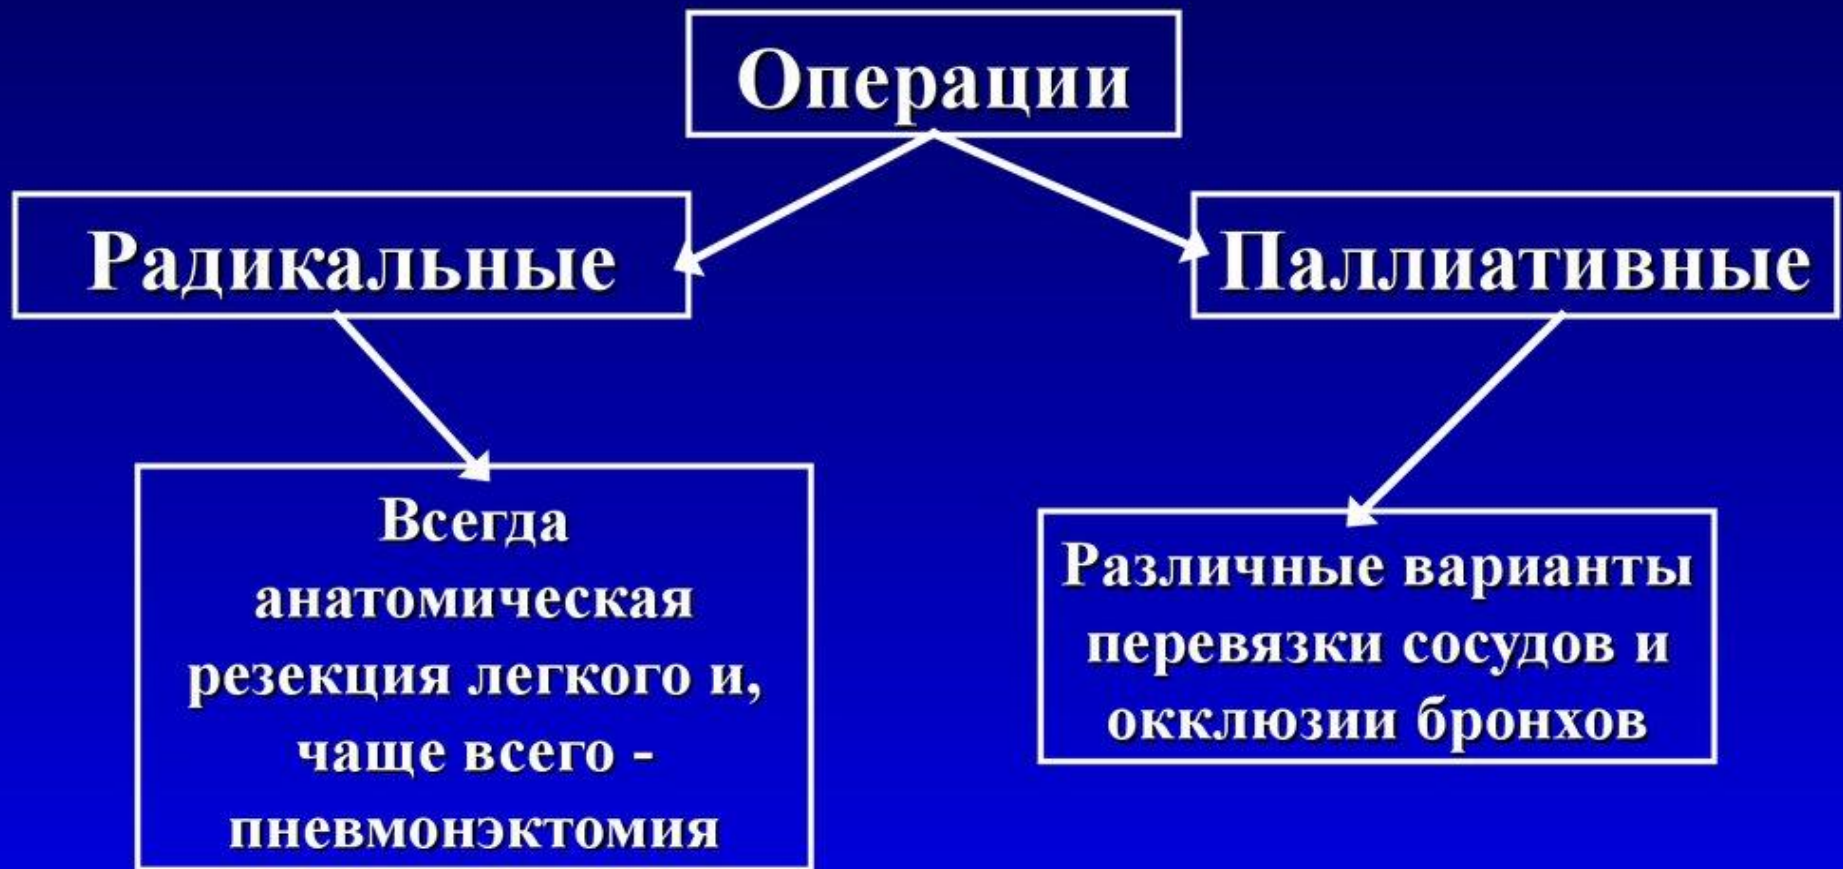 Операции
Радикальные
Паллиативные
Всегда
анатомическая
резекция легкого и,
чаще всего -
пневмонэктомия
Различные варианты
перевязки сосудов и
окклюзии бронхов